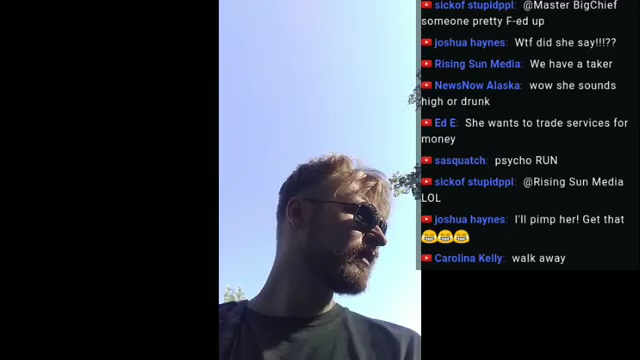 sickof stupidppl: @Master BigChief
someone pretty F-ed up
joshua haynes: Wtf did she say!!!??
Rising Sun Media: We have a taker
NewsNow Alaska: wow she sounds
high or drunk
Ed E: She wants to trade services for
money
sasquatch: psycho RUN
sickof stupidppl: @Rising Sun Media
LOL
joshua haynes: I'll pimp her! Get that
😂😂😂
Carolina Kelly: walk away